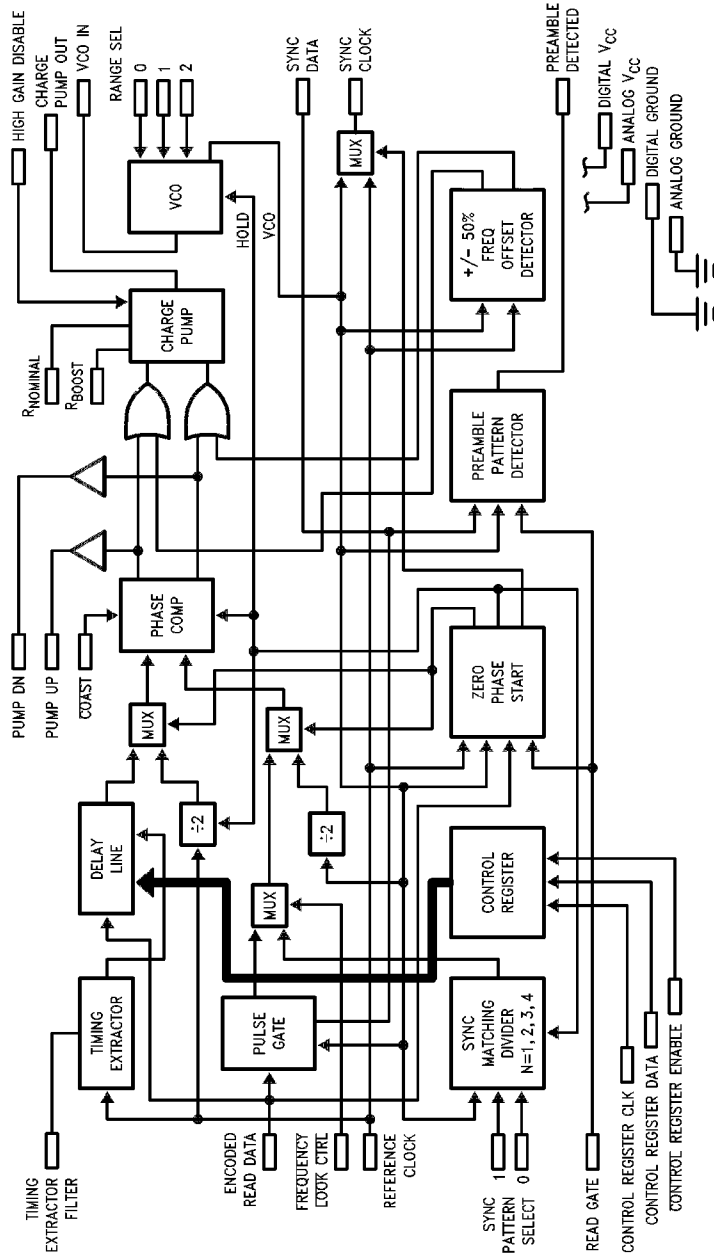 HIGH GAIN DISABLE
CHARGE
PUMP OUT
VCO IN
RANGE SEL
0
1
2
SYNC
DATA
SYNC
CLOCK
PREAMBLE
DETECTED
DIGITAL VCC
ANALOG VCC
DIGITAL GROUND
ANALOG GROUND
VCO
HOLD
VCO
MUX
+/- 50%
FREQ
OFFSET
DETECTOR
RNOMINAL
RBOOST
CHARGE
PUMP
PREAMBLE
PATTERN
DETECTOR
PUMP DN
PUMP UP
COAST
PHASE
COMP
MUX
MUX
ZERO
PHASE
START
DELAY
LINE
÷2
÷2
MUX
CONTROL
REGISTER
TIMING
EXTRACTOR
PULSE
GATE
SYNC
MATCHING
DIVIDER
N=1, 2, 3, 4
TIMING
EXTRACTOR
FILTER
ENCODED
READ DATA
FREQUENCY
LOOK CTRL
REFERENCE
CLOCK
SYNC
PATTERN
SELECT
1
0
READ GATE
CONTROL REGISTER CLK
CONTROL REGISTER DATA
CONTROL REGISTER ENABLE